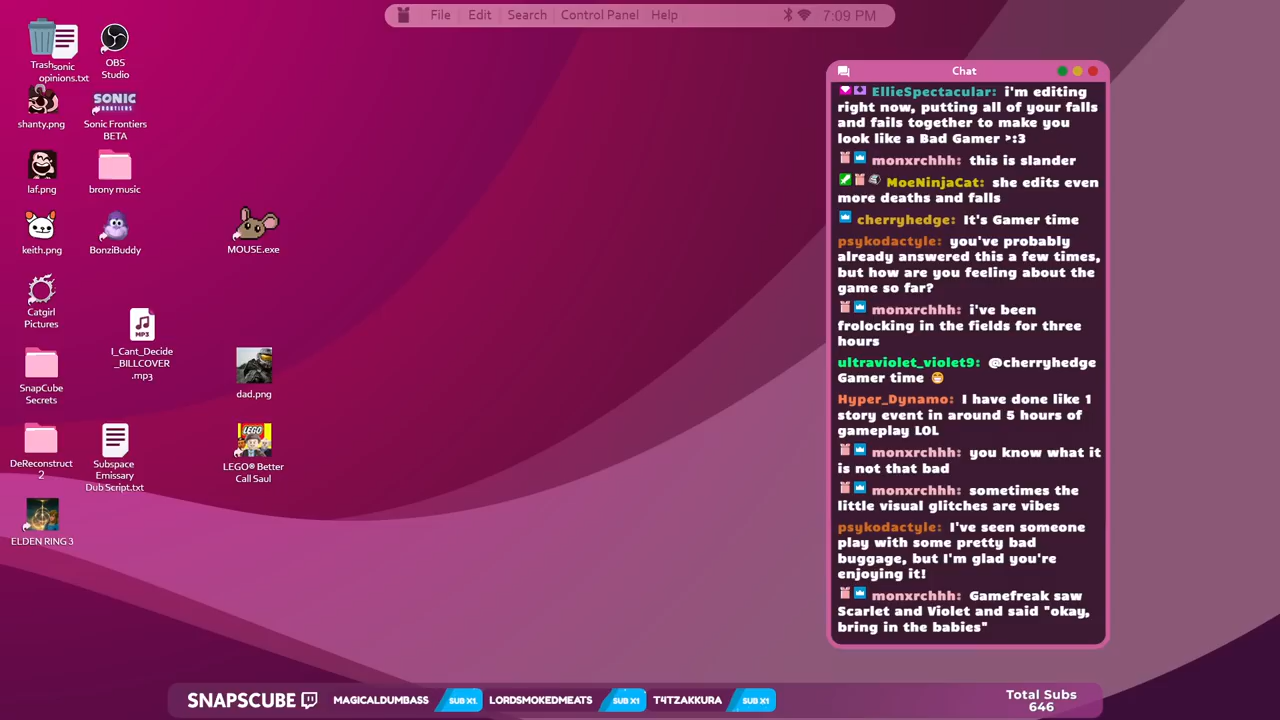 File Edit Search Control Panel Help 7:09 PM
Trash
sonic
opinions.txt
OBS
Studio
shanty.png
SONIC
FRONTIERS
Sonic Frontiers
BETA
laf.png
brony music
keith.png
BonziBuddy
MOUSE.exe
Catgirl
Pictures
MP3
I_Cant_Decide
_BILLCOVER
.mp3
SnapCube
Secrets
dad.png
DeReconstruct
2
Subspace
Emissary
Dub Script.txt
LEGO
LEGO® Better
Call Saul
ELDEN RING 3
Chat
EllieSpectacular: i'm editing
right now, putting all of your falls
and fails together to make you
look like a Bad Gamer >:3
monxrchhh: this is slander
MoeNinjaCat: she edits even
more deaths and falls
cherryhedge: It's Gamer time
psykodactyle: you've probably
already answered this a few times,
but how are you feeling about the
game so far?
monxrchhh: i've been
frolocking in the fields for three
hours
ultraviolet_violet9: @cherryhedge
Gamer time 😁
Hyper_Dynamo: I have done like 1
story event in around 5 hours of
gameplay LOL
monxrchhh: you know what it
is not that bad
monxrchhh: sometimes the
little visual glitches are vibes
psykodactyle: I've seen someone
play with some pretty bad
buggage, but I'm glad you're
enjoying it!
monxrchhh: Gamefreak saw
Scarlet and Violet and said "okay,
bring in the babies"
SNAPSCUBE MAGICALDUMBASS SUB X1 LORDSMOKEDMEATS SUB X1 T4TZAKKURA SUB X1
Total Subs
646